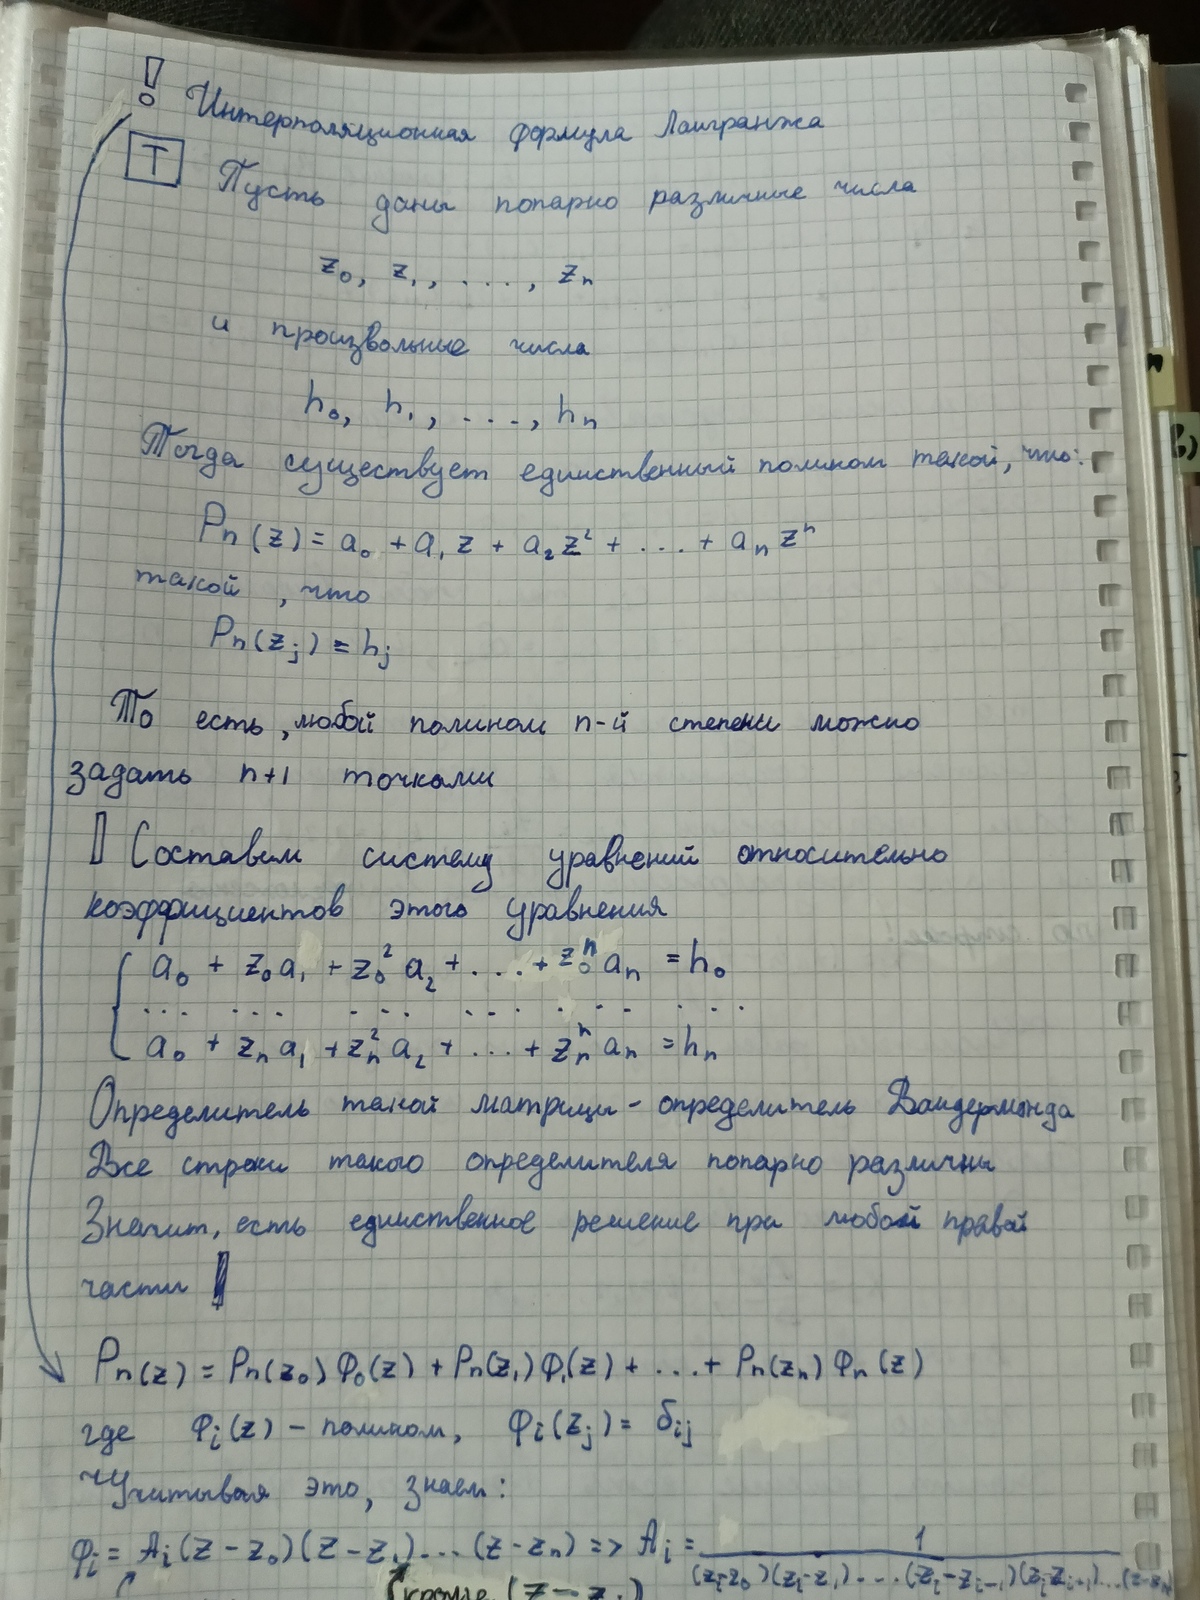 ! Интерполяционная формула Лагранжа
T Пусть даны попарно различные числа
z₀, z₁, ...., zₙ
и произвольные числа
h₀, h₁, ...., hₙ
Тогда существует единственный полином такой, что:
Pₙ(z) = a₀ + a₁z + a₂z² + ... + aₙzⁿ
такой, что
Pₙ(zⱼ) = hⱼ
То есть, любой полином n-й степени можно
задать n+1 точками
▯ Составим систему уравнений относительно
коэффициентов этого уравнения
{ a₀ + z₀a₁ + z₀²a₂ + ... + z₀ⁿaₙ = h₀
... ... ... ... ... ...
a₀ + zₙa₁ + zₙ²a₂ + ... + zₙⁿaₙ = hₙ
Определитель такой матрицы - определитель Вандермонда
Все строки такого определителя попарно различны
Значит, есть единственное решение при любой правой
части ▮
Pₙ(z) = Pₙ(z₀)φ₀(z) + Pₙ(z₁)φ₁(z) + ... + Pₙ(zₙ)φₙ(z)
где φᵢ(z) - полином, φᵢ(zⱼ) = δᵢⱼ
Учитывая это, знаем:
φᵢ = Aᵢ(z - z₀)(z - z₁)...(z - zₙ) => Aᵢ = 1
(zᵢ-z₀)(zᵢ-z₁)....(zᵢ-zᵢ₋₁)(zᵢ-zᵢ₊₁)...
кроме (z - zᵢ)